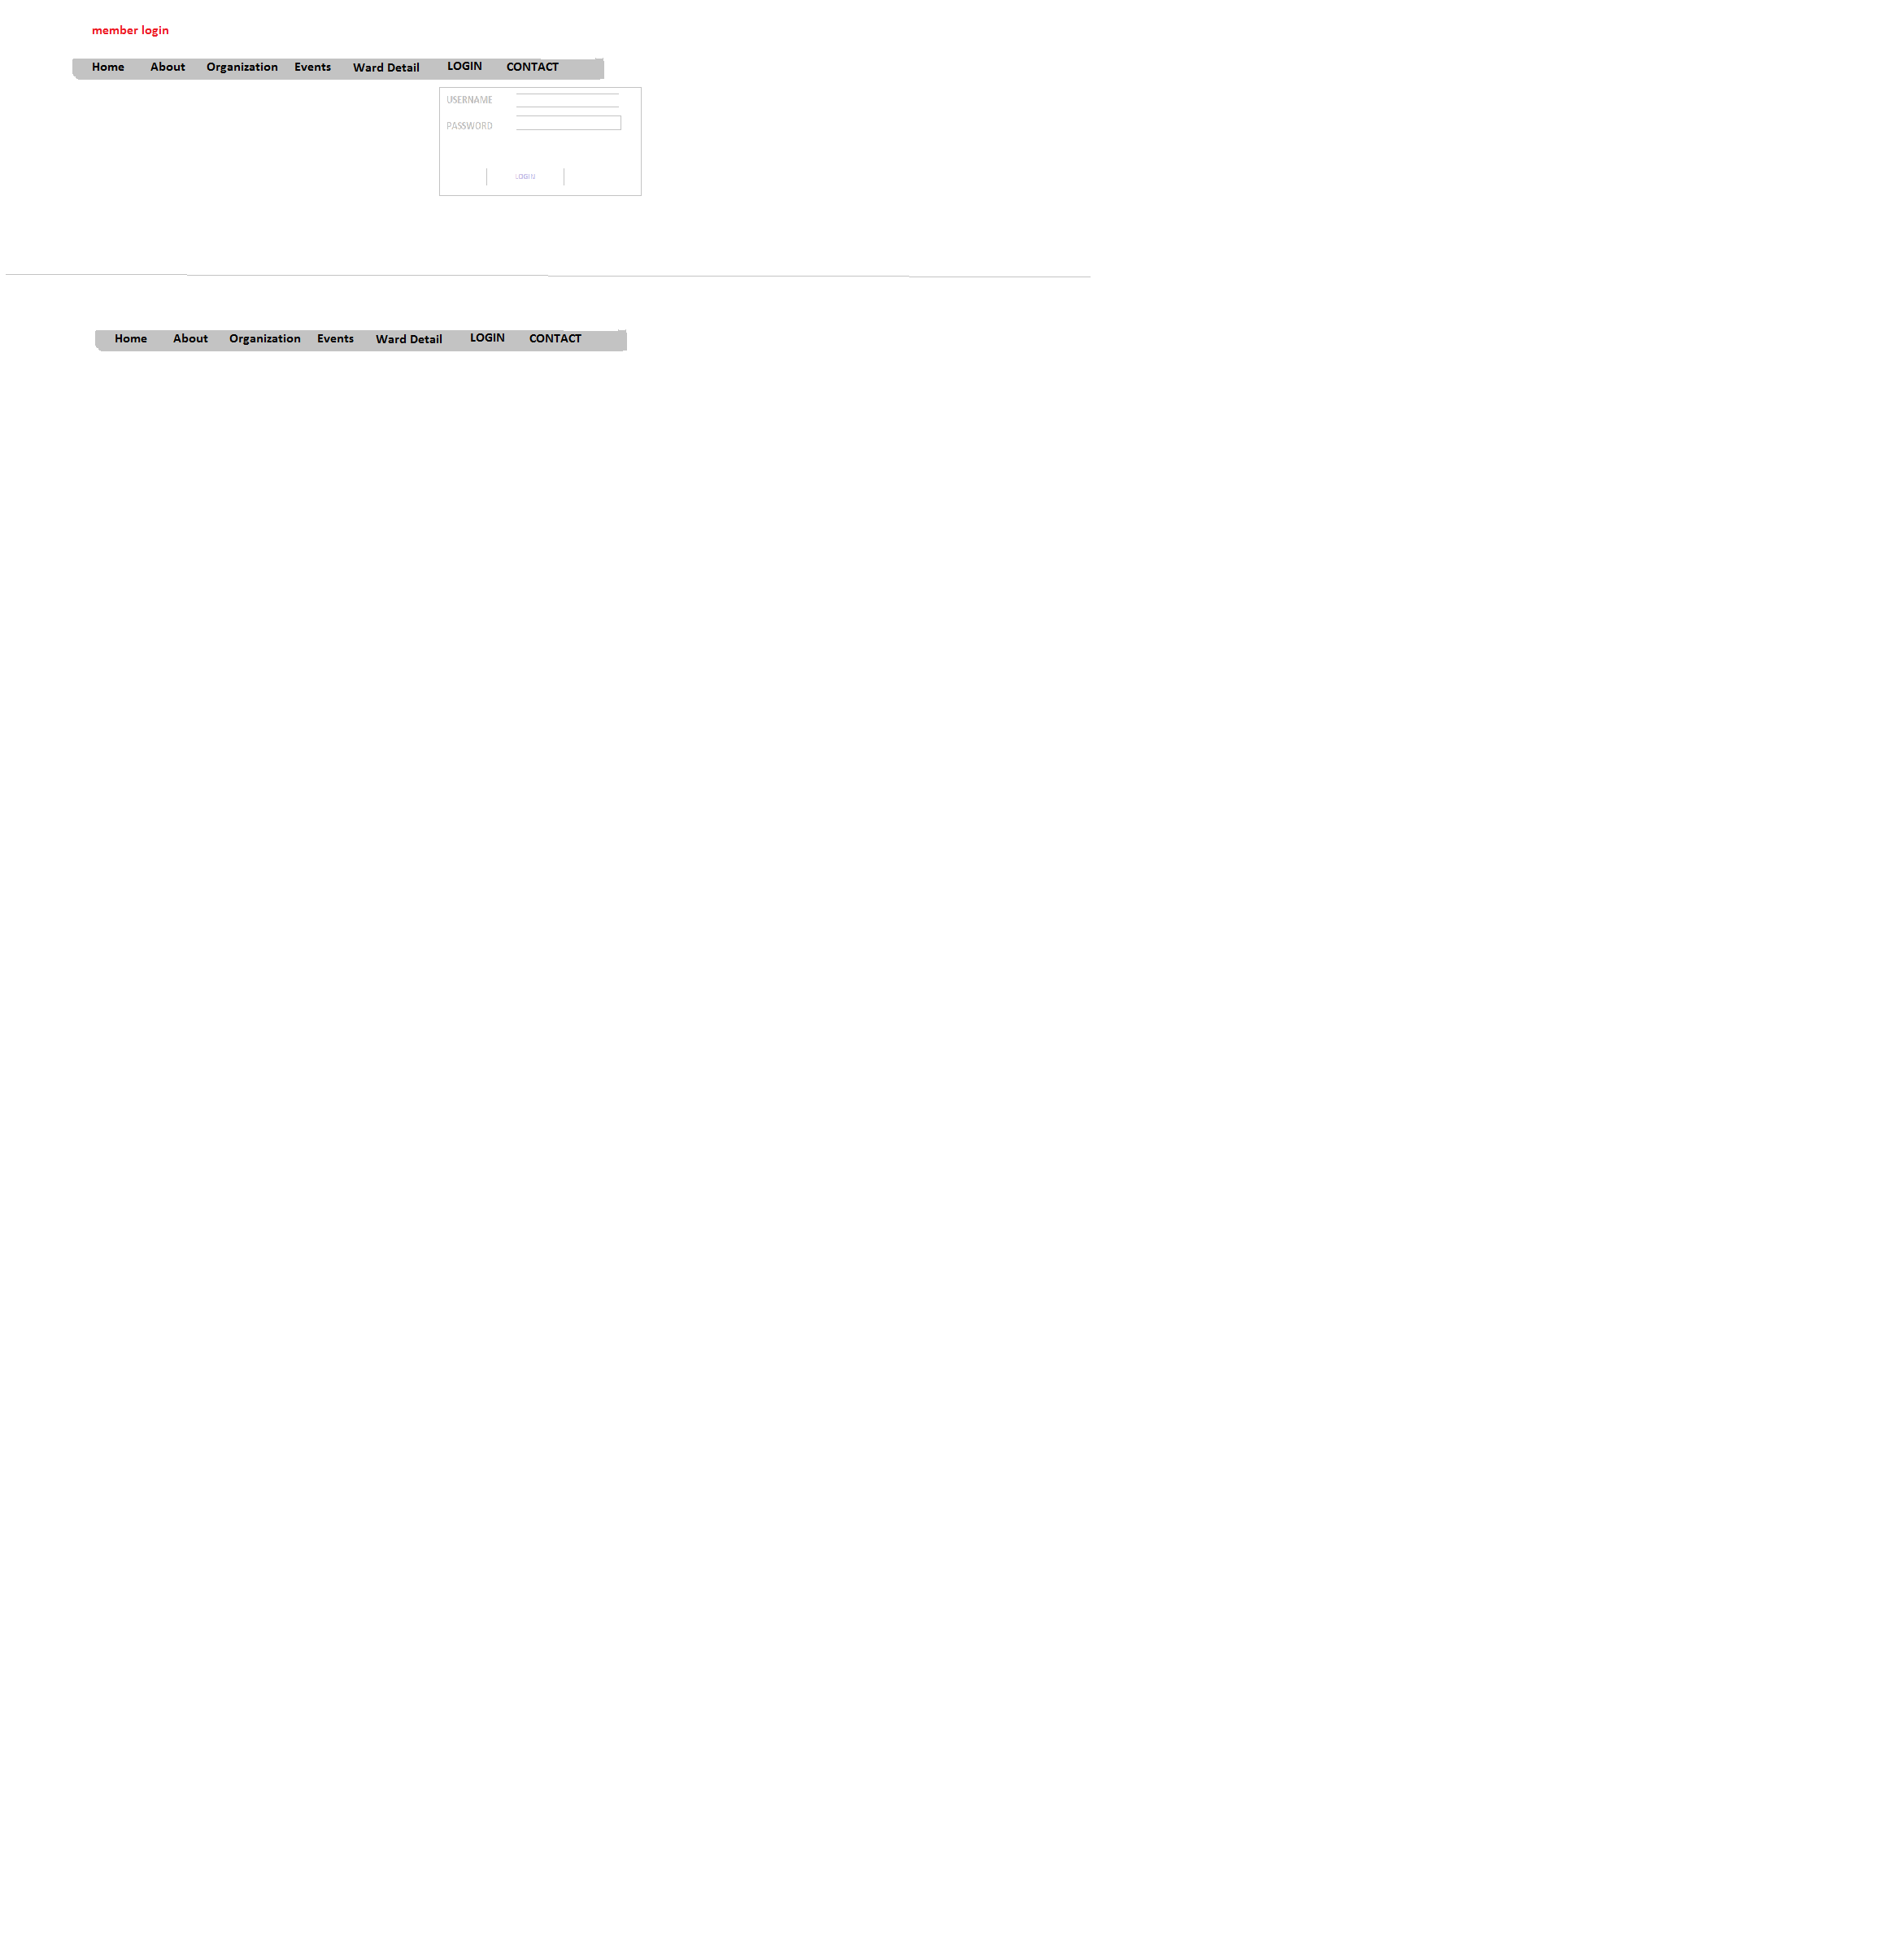 member login
Home About Organization Events Ward Detail LOGIN CONTACT
USERNAME
PASSWORD
LOGIN
Home About Organization Events Ward Detail LOGIN CONTACT